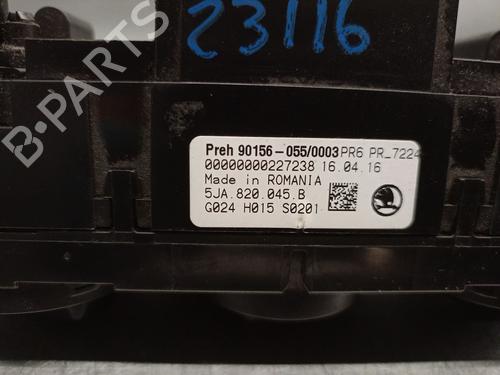 23116
Preh 90156-055/0003 PR6 PR_7224
00000000227238 16.04.16
Made in ROMANIA
5JA.820.045.B
G024 H015 S0201
B-PARTS